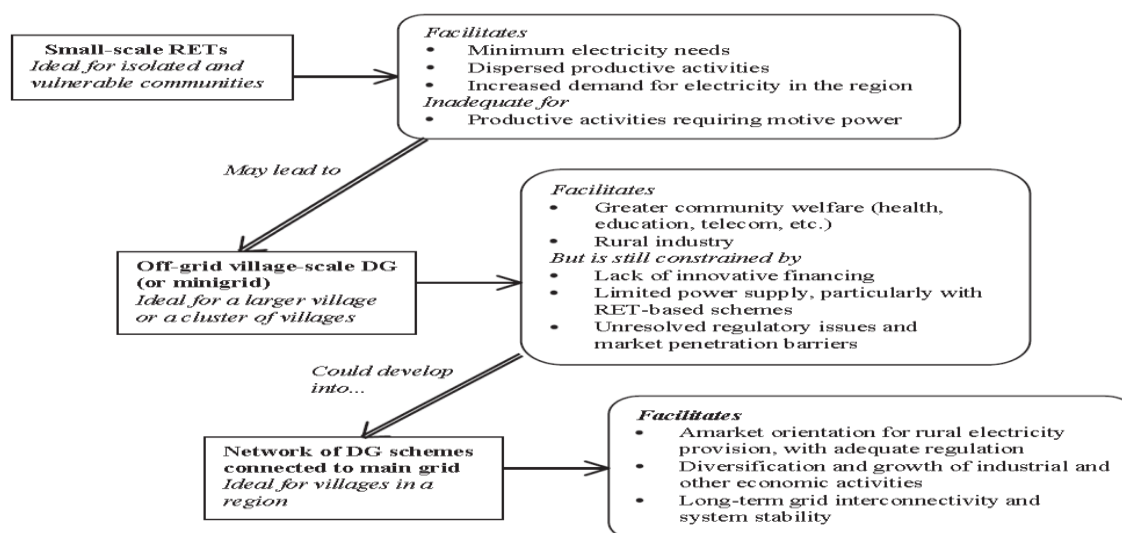 Small-scale RETs
Ideal for isolated and
vulnerable communities
Facilitates
• Minimum electricity needs
• Dispersed productive activities
• Increased demand for electricity in the region
Inadequate for
• Productive activities requiring motive power
May lead to
Off-grid village-scale DG
(or minigrid)
Ideal for a larger village
or a cluster of villages
Facilitates
• Greater community welfare (health,
education, telecom, etc.)
• Rural industry
But is still constrained by
• Lack of innovative financing
• Limited power supply, particularly with
RET-based schemes
• Unresolved regulatory issues and
market penetration barriers
Could develop
into...
Network of DG schemes
connected to main grid
Ideal for villages in a
region
Facilitates
• Amarket orientation for rural electricity
provision, with adequate regulation
• Diversification and growth of industrial and
other economic activities
• Long-term grid interconnectivity and
system stability